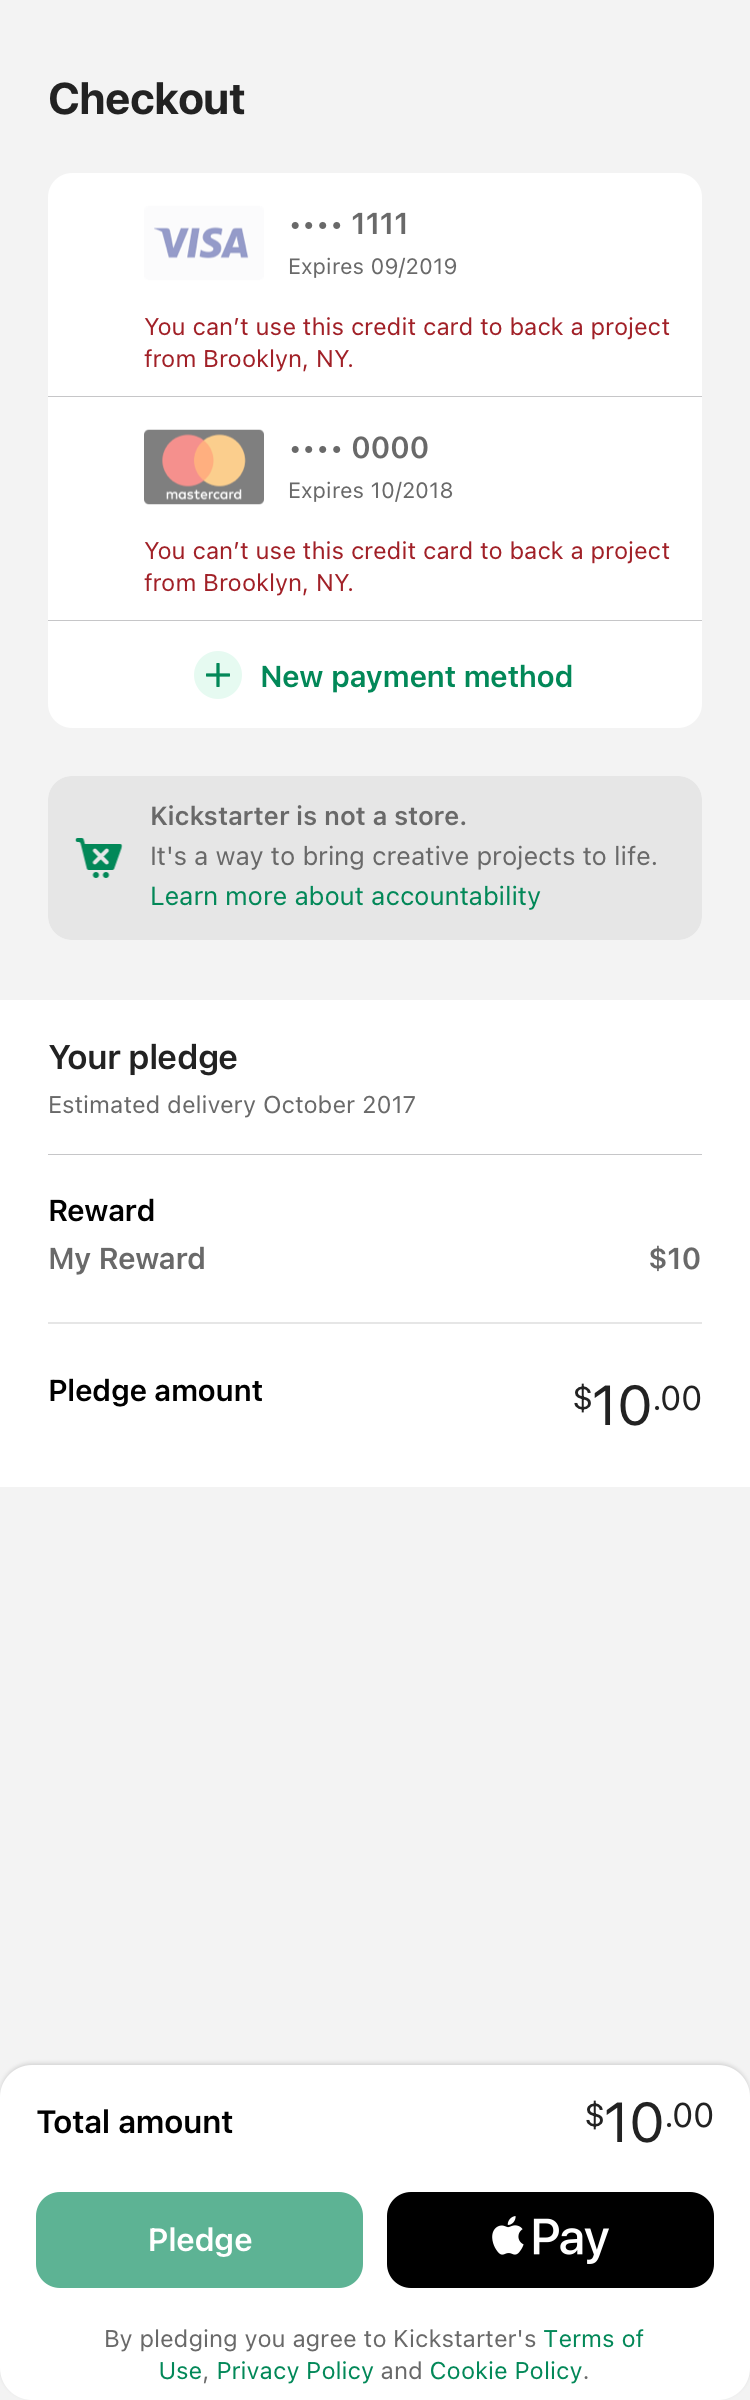 Checkout
VISA
•••• 1111
Expires 09/2019
You can’t use this credit card to back a project
from Brooklyn, NY.
•••• 0000
mastercard
Expires 10/2018
You can’t use this credit card to back a project
from Brooklyn, NY.
+ New payment method
Kickstarter is not a store.
It's a way to bring creative projects to life.
Learn more about accountability
Your pledge
Estimated delivery October 2017
Reward
My Reward $10
Pledge amount $10.00
Total amount $10.00
Pledge
Pay
By pledging you agree to Kickstarter's Terms of
Use, Privacy Policy and Cookie Policy.